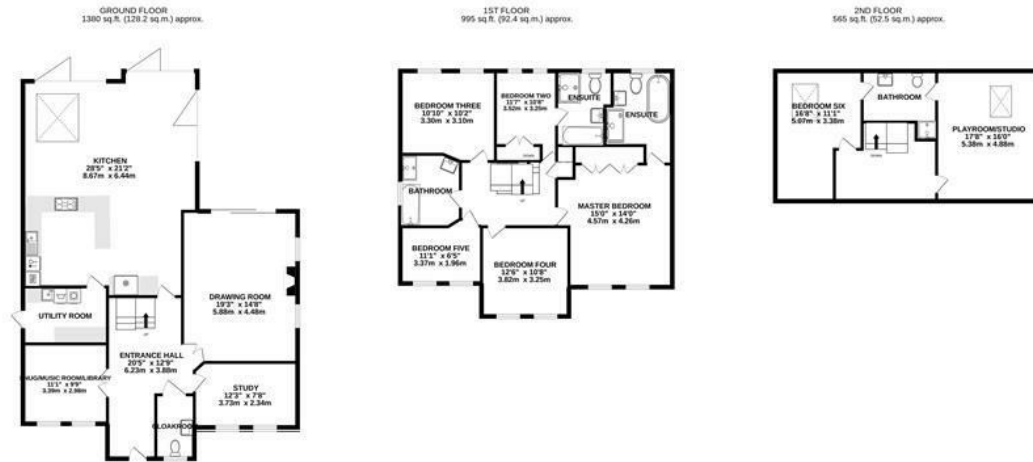 GROUND FLOOR
1380 sq.ft. (128.2 sq.m.) approx.
KITCHEN
28'5" x 21'2"
8.67m x 6.44m
UTILITY ROOM
DRAWING ROOM
19'3" x 14'8"
5.88m x 4.48m
UP
ENTRANCE HALL
20'5" x 12'9"
6.23m x 3.88m
SNUG/MUSIC ROOM/LIBRARY
11'1" x 9'9"
3.39m x 2.98m
STUDY
12'3" x 7'8"
3.73m x 2.34m
CLOAKROOM
1ST FLOOR
995 sq.ft. (92.4 sq.m.) approx.
BEDROOM THREE
10'10" x 10'2"
3.30m x 3.10m
BEDROOM TWO
11'7" x 10'8"
3.52m x 3.25m
ENSUITE
ENSUITE
DOWN
BATHROOM
UP
MASTER BEDROOM
15'0" x 14'0"
4.57m x 4.26m
BEDROOM FIVE
11'1" x 6'5"
3.37m x 1.96m
BEDROOM FOUR
12'6" x 10'8"
3.82m x 3.25m
2ND FLOOR
565 sq.ft. (52.5 sq.m.) approx.
BEDROOM SIX
16'8" x 11'1"
5.07m x 3.38m
BATHROOM
DOWN
PLAYROOM/STUDIO
17'8" x 16'0"
5.38m x 4.88m